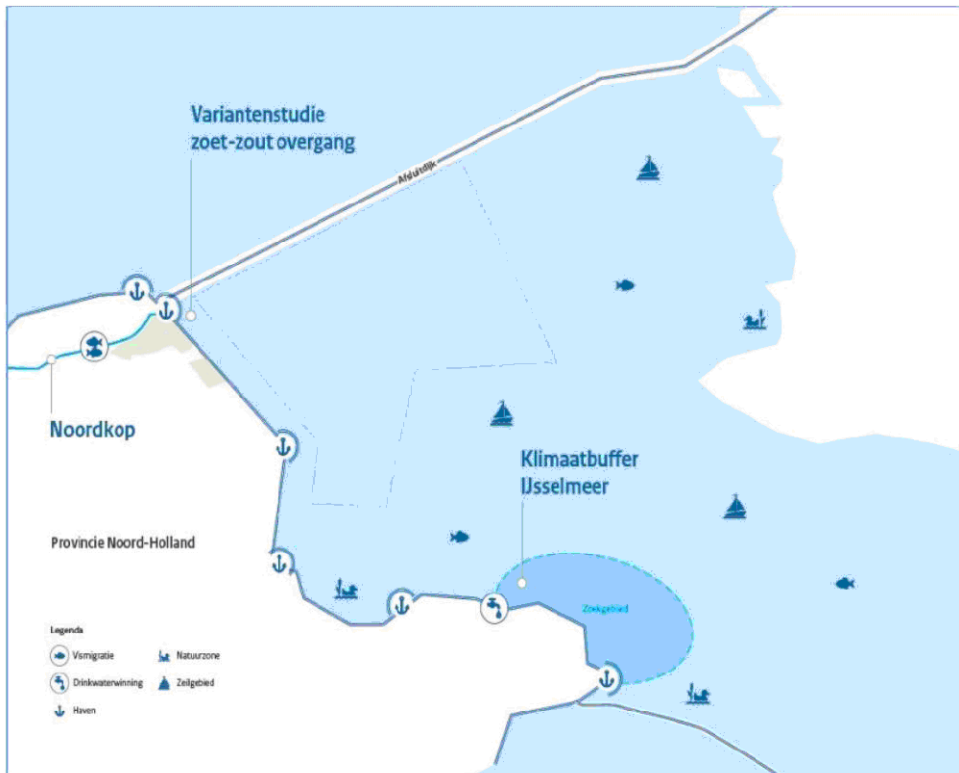 Variantenstudie
zoet-zout overgang
Afsluitdijk
Noordkop
Klimaatbuffer
IJsselmeer
Provincie Noord-Holland
Zoekgebied
Legenda
Vismigratie
Natuurzone
Drinkwaterwinning
Zeilgebied
Haven